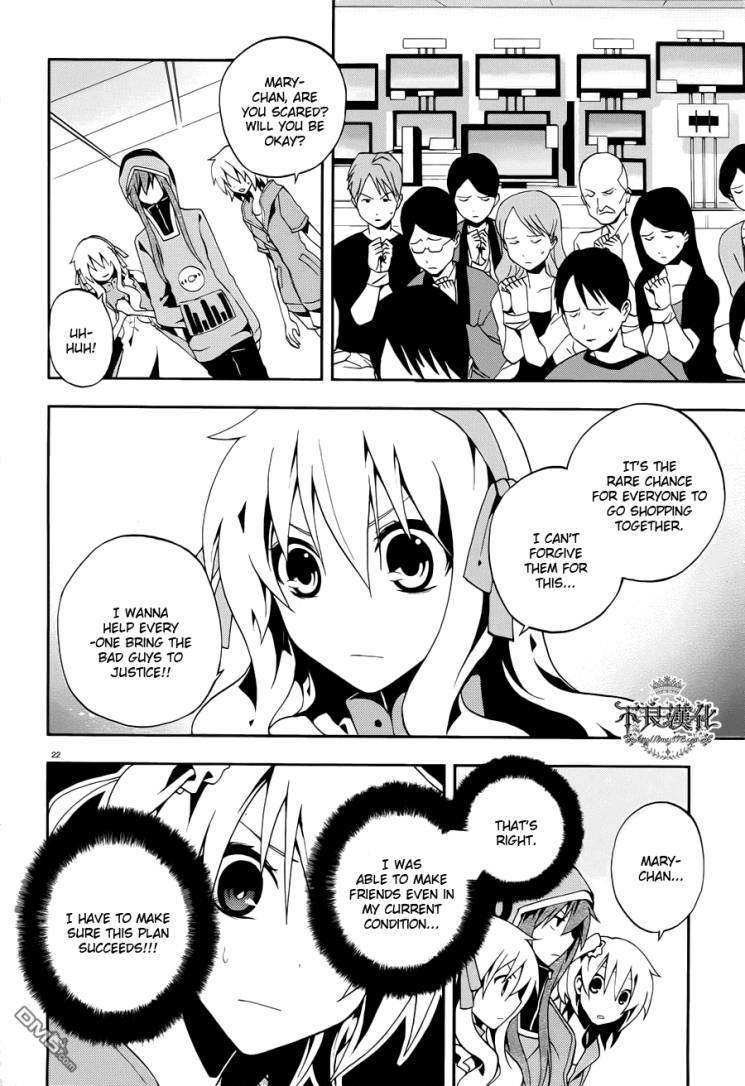 MARY-
CHAN, ARE
YOU SCARED?
WILL YOU BE
OKAY?
UH-
HUH!
IT'S THE
RARE CHANCE
FOR EVERYONE TO
GO SHOPPING
TOGETHER.
I CAN'T
FORGIVE
THEM FOR
THIS...
I WANNA
HELP EVERY
-ONE BRING THE
BAD GUYS TO
JUSTICE!!
不良漢化
22
MARY-
CHAN...
THAT'S
RIGHT.
I WAS
ABLE TO MAKE
FRIENDS EVEN IN
MY CURRENT
CONDITION...
I HAVE TO MAKE
SURE THIS PLAN
SUCCEEDS!!!